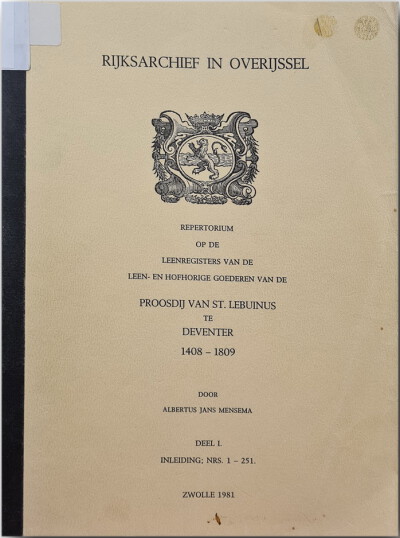 RIJKSARCHIEF IN OVERIJSSEL
REPERTORIUM
OP DE
LEENREGISTERS VAN DE
LEEN- EN HOFHORIGE GOEDEREN VAN DE
PROOSDIJ VAN ST. LEBUINUS
TE
DEVENTER
1408 – 1809
DOOR
ALBERTUS JANS MENSEMA
DEEL I.
INLEIDING; NRS. 1 – 251.
ZWOLLE 1981